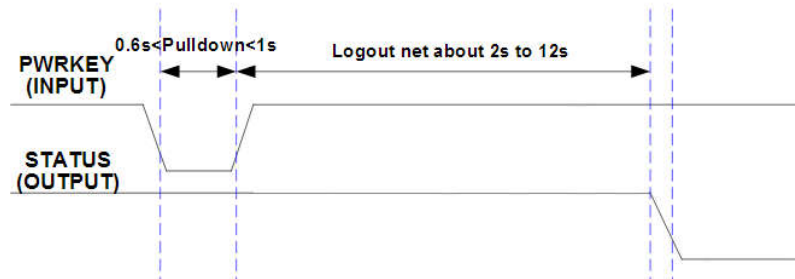 0.6s<Pulldown<1s
Logout net about 2s to 12s
PWRKEY
(INPUT)
STATUS
(OUTPUT)